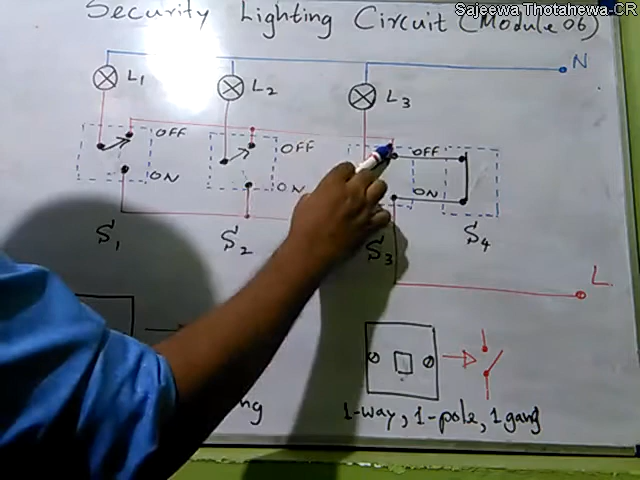 Sajeewa Thotahewa-CR
Security Lighting Circuit (Module 06)
N
L1
L2
L3
OFF
OFF
OFF
ON
ON
ON
S1
S2
S3
S4
L
1-way, 1-pole, 1 gang